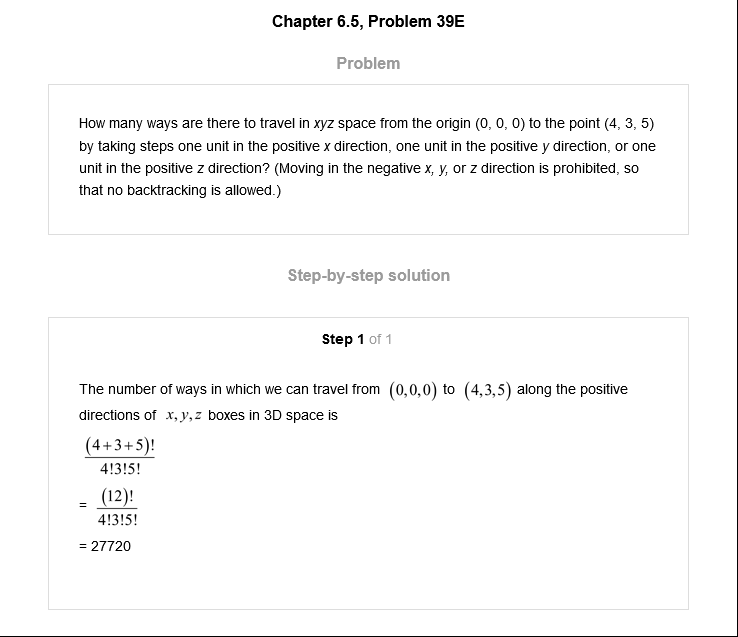 Chapter 6.5, Problem 39E
Problem
How many ways are there to travel in xyz space from the origin (0, 0, 0) to the point (4, 3, 5)
by taking steps one unit in the positive x direction, one unit in the positive y direction, or one
unit in the positive z direction? (Moving in the negative x, y, or z direction is prohibited, so
that no backtracking is allowed.)
Step-by-step solution
Step 1 of 1
The number of ways in which we can travel from (0,0,0) to (4,3,5) along the positive
directions of x, y, z boxes in 3D space is
(4+3+5)!
4!3!5!
= (12)!
4!3!5!
= 27720